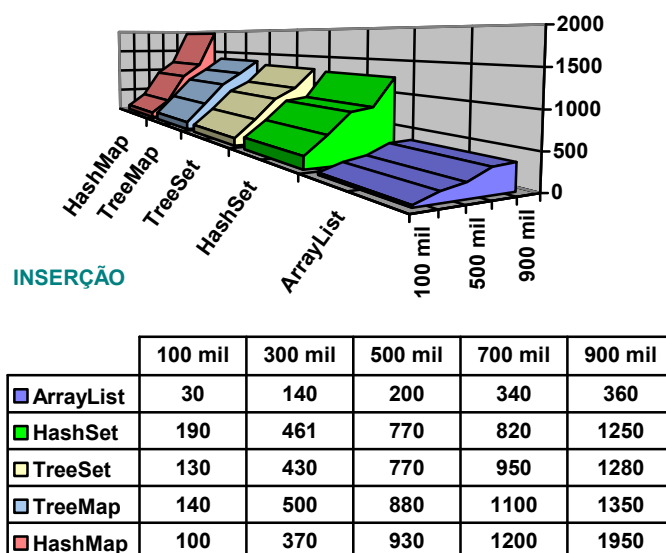 2000
1500
1000
500
0
HashMap
TreeMap
TreeSet
HashSet
ArrayList
100 mil
500 mil
900 mil
INSERÇÃO
100 mil 300 mil 500 mil 700 mil 900 mil
ArrayList 30 140 200 340 360
HashSet 190 461 770 820 1250
TreeSet 130 430 770 950 1280
TreeMap 140 500 880 1100 1350
HashMap 100 370 930 1200 1950